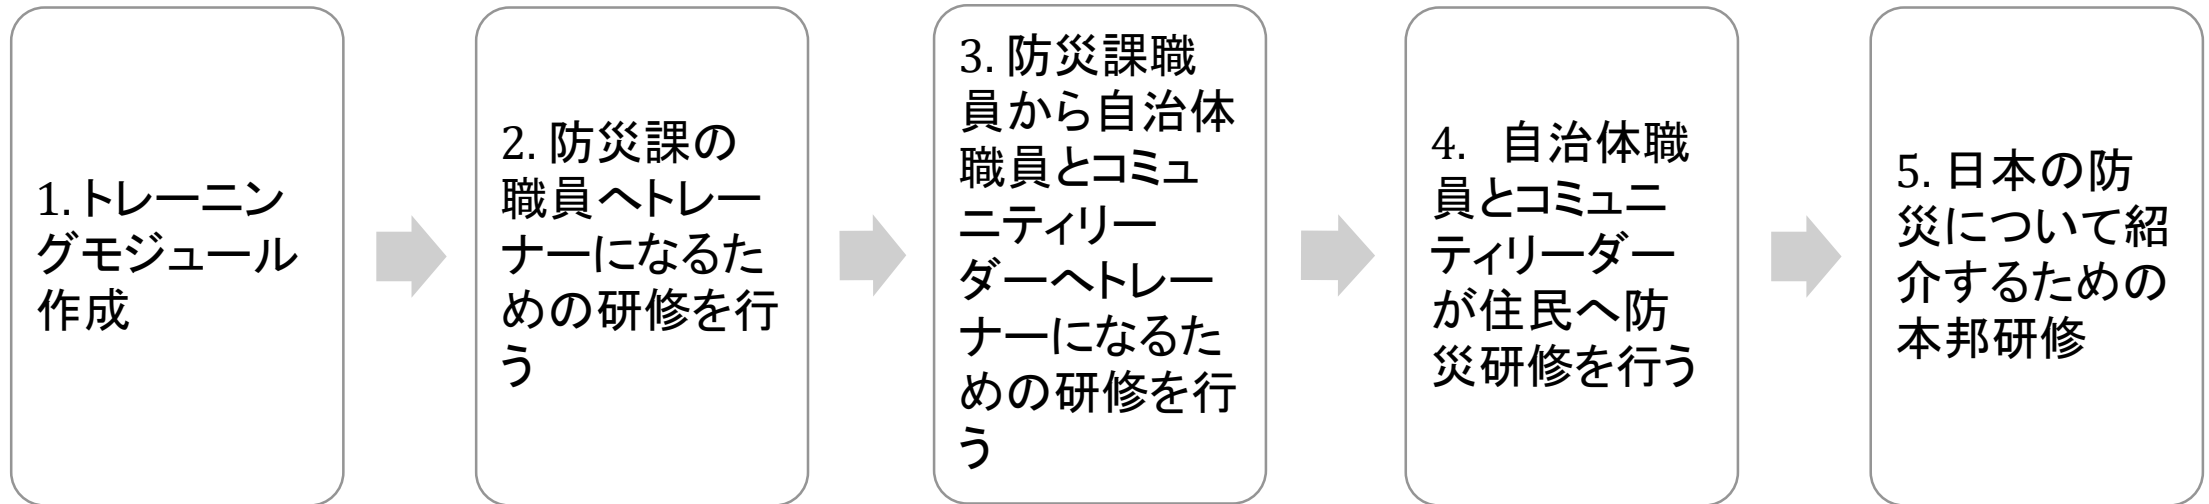 1. トレーニン
グモジュール
作成
2. 防災課の
職員へトレー
ナーになるた
めの研修を行
う
3. 防災課職
員から自治体
職員とコミュ
ニティリー
ダーへトレー
ナーになるた
めの研修を行
う
4. 自治体職
員とコミュニ
ティリーダー
が住民へ防
災研修を行う
5. 日本の防
災について紹
介するための
本邦研修